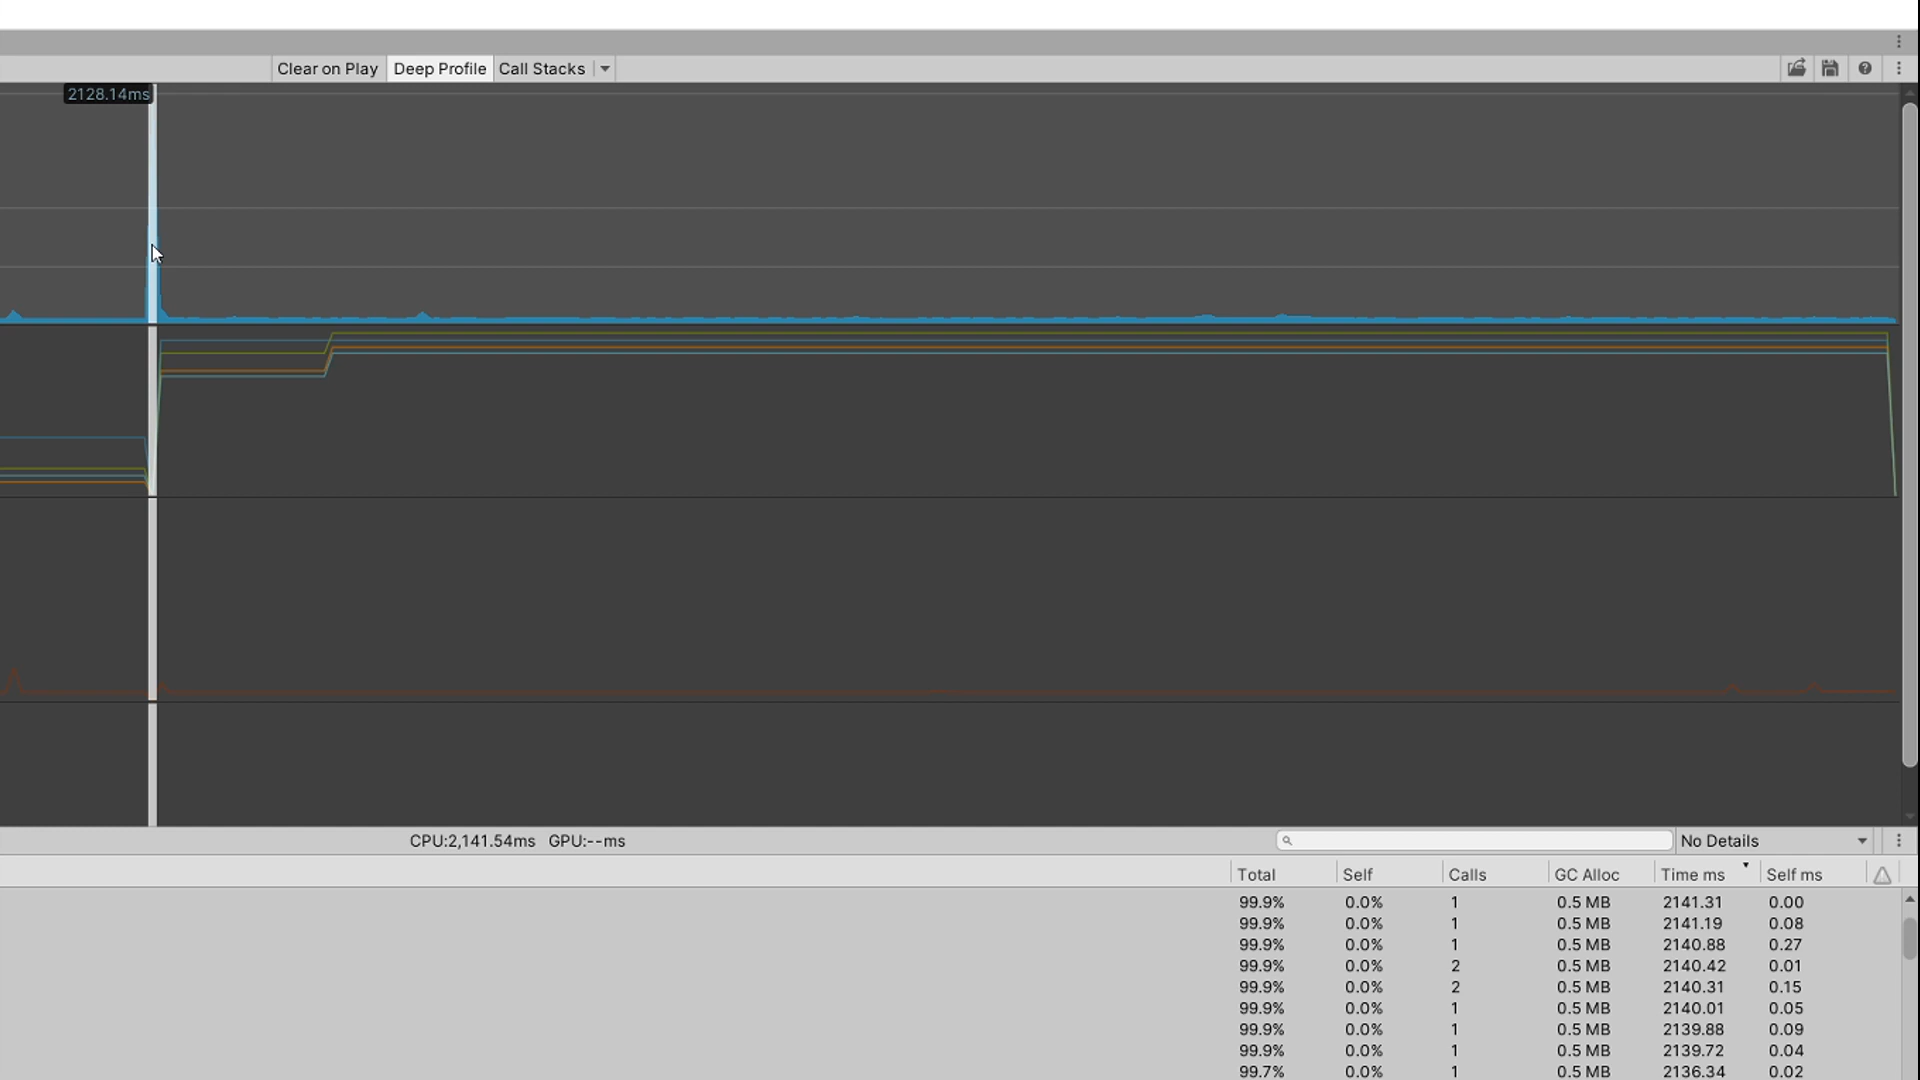 Clear on Play Deep Profile Call Stacks
2128.14ms
CPU:2,141.54ms GPU:--ms No Details
Total Self Calls GC Alloc Time ms Self ms
99.9% 0.0% 1 0.5 MB 2141.31 0.00
99.9% 0.0% 1 0.5 MB 2141.19 0.08
99.9% 0.0% 1 0.5 MB 2140.88 0.27
99.9% 0.0% 2 0.5 MB 2140.42 0.01
99.9% 0.0% 2 0.5 MB 2140.31 0.15
99.9% 0.0% 1 0.5 MB 2140.01 0.05
99.9% 0.0% 1 0.5 MB 2139.88 0.09
99.9% 0.0% 1 0.5 MB 2139.72 0.04
99.7% 0.0% 1 0.5 MB 2136.34 0.02